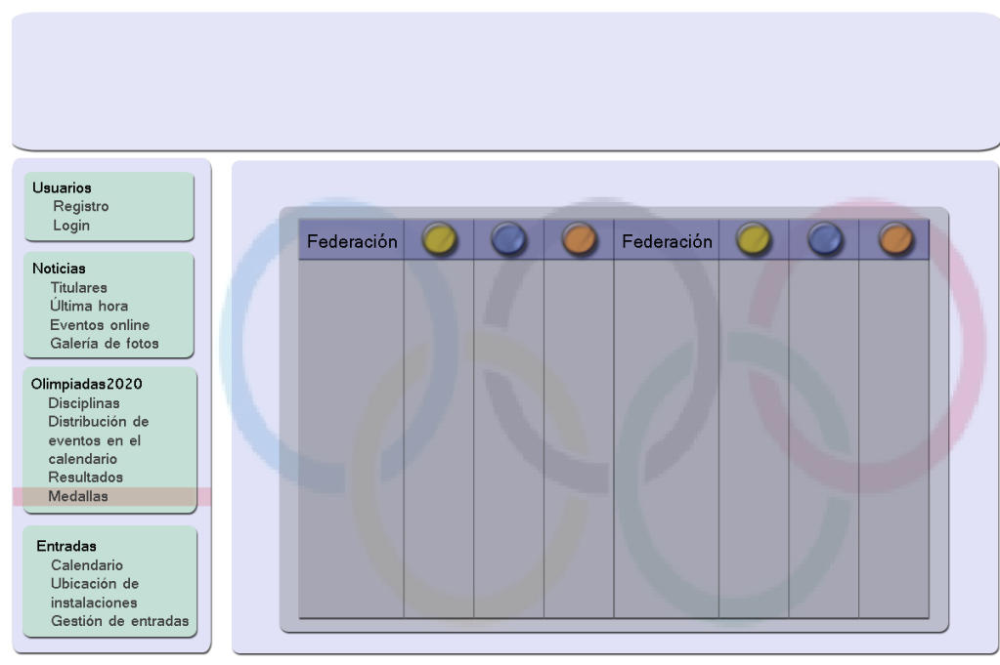 Usuarios
Registro
Login
Noticias
Titulares
Última hora
Eventos online
Galería de fotos
Olimpiadas2020
Disciplinas
Distribución de
eventos en el
calendario
Resultados
Medallas
Entradas
Calendario
Ubicación de
instalaciones
Gestión de entradas
Federación Federación